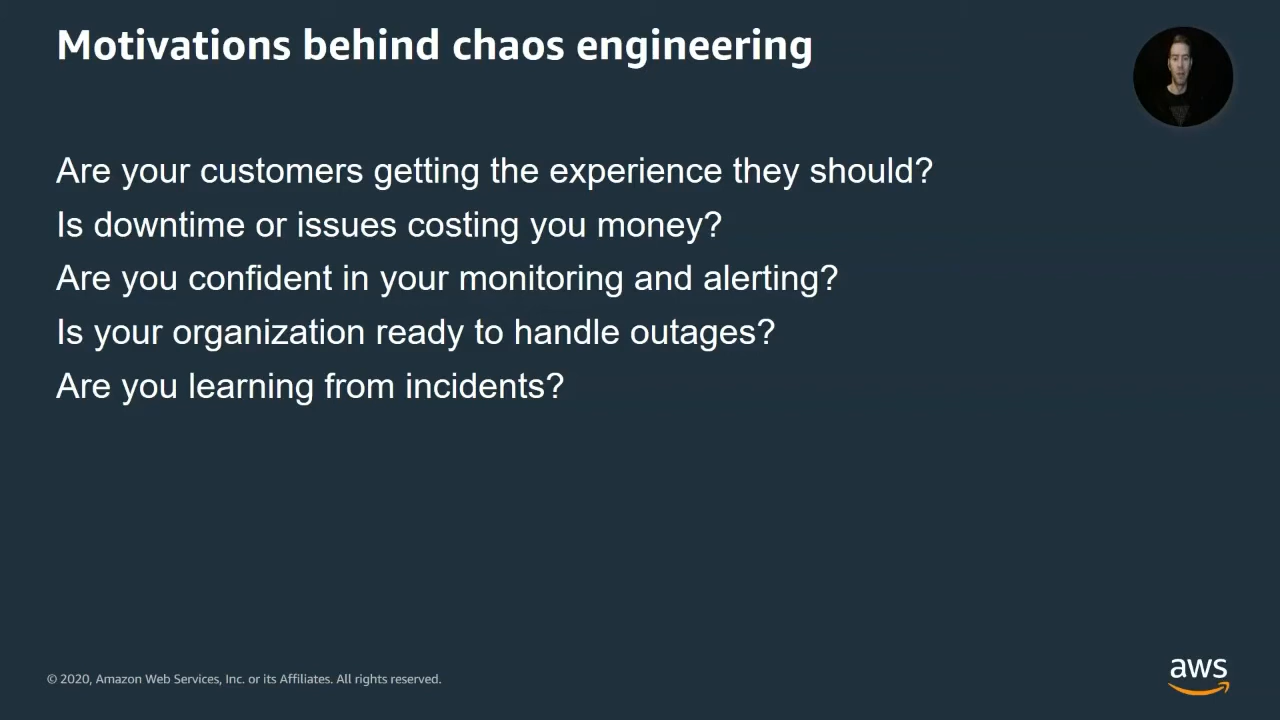 Motivations behind chaos engineering
Are your customers getting the experience they should?
Is downtime or issues costing you money?
Are you confident in your monitoring and alerting?
Is your organization ready to handle outages?
Are you learning from incidents?
© 2020, Amazon Web Services, Inc. or its Affiliates. All rights reserved.
aws